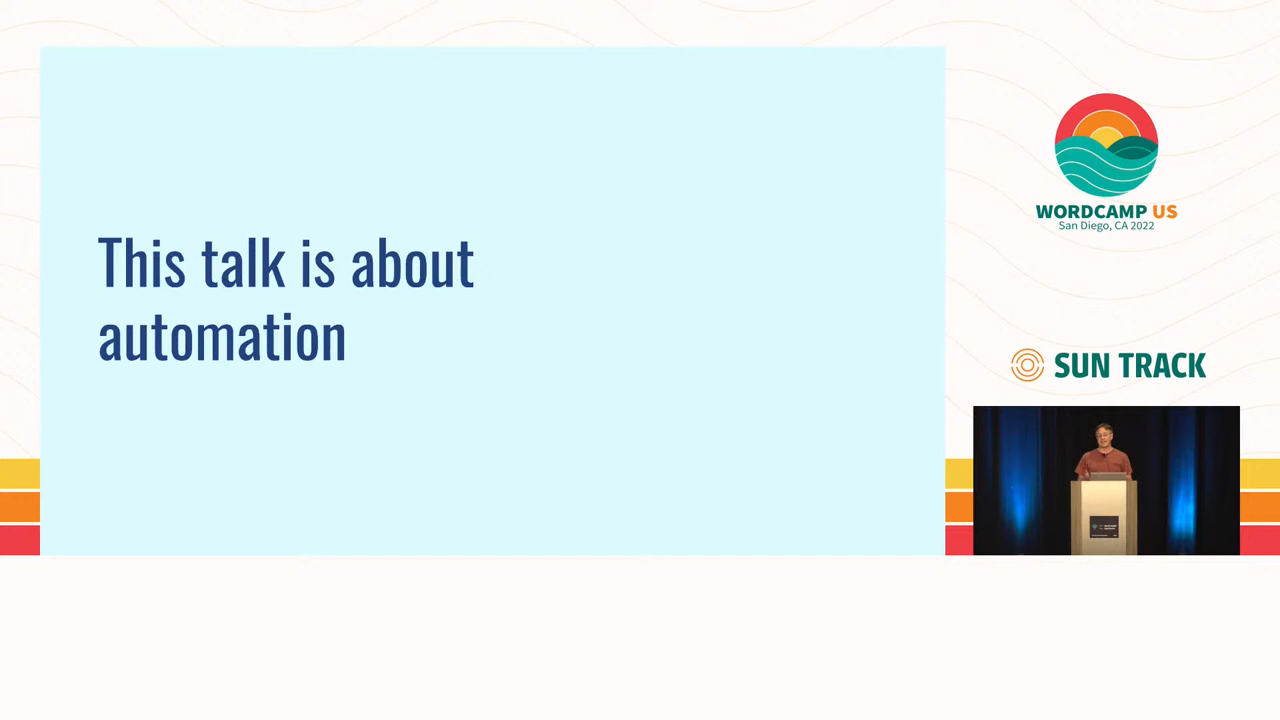 This talk is about
automation
WORDCAMP US
San Diego, CA 2022
SUN TRACK